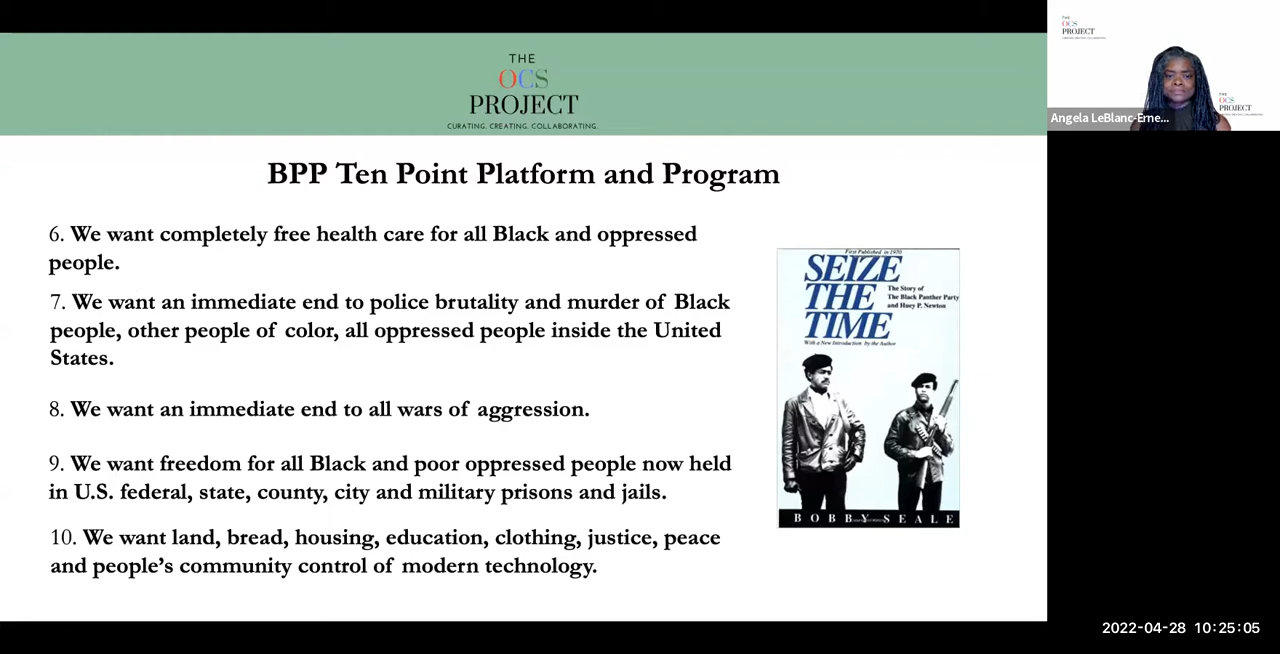 THE
OCS
PROJECT
CURATING. CREATING. COLLABORATING.
BPP Ten Point Platform and Program
6. We want completely free health care for all Black and oppressed
people.
7. We want an immediate end to police brutality and murder of Black
people, other people of color, all oppressed people inside the United
States.
8. We want an immediate end to all wars of aggression.
9. We want freedom for all Black and poor oppressed people now held
in U.S. federal, state, county, city and military prisons and jails.
10. We want land, bread, housing, education, clothing, justice, peace
and people's community control of modern technology.
First Published in 1970
SEIZE
THE
TIME
The Story of
The Black Panther Party
and Huey P. Newton
With a New Introduction by the Author
BOBBY SEALE
THE
OCS
PROJECT
THE
OCS
PROJECT
Angela LeBlanc-Erne...
2022-04-28 10:25:05